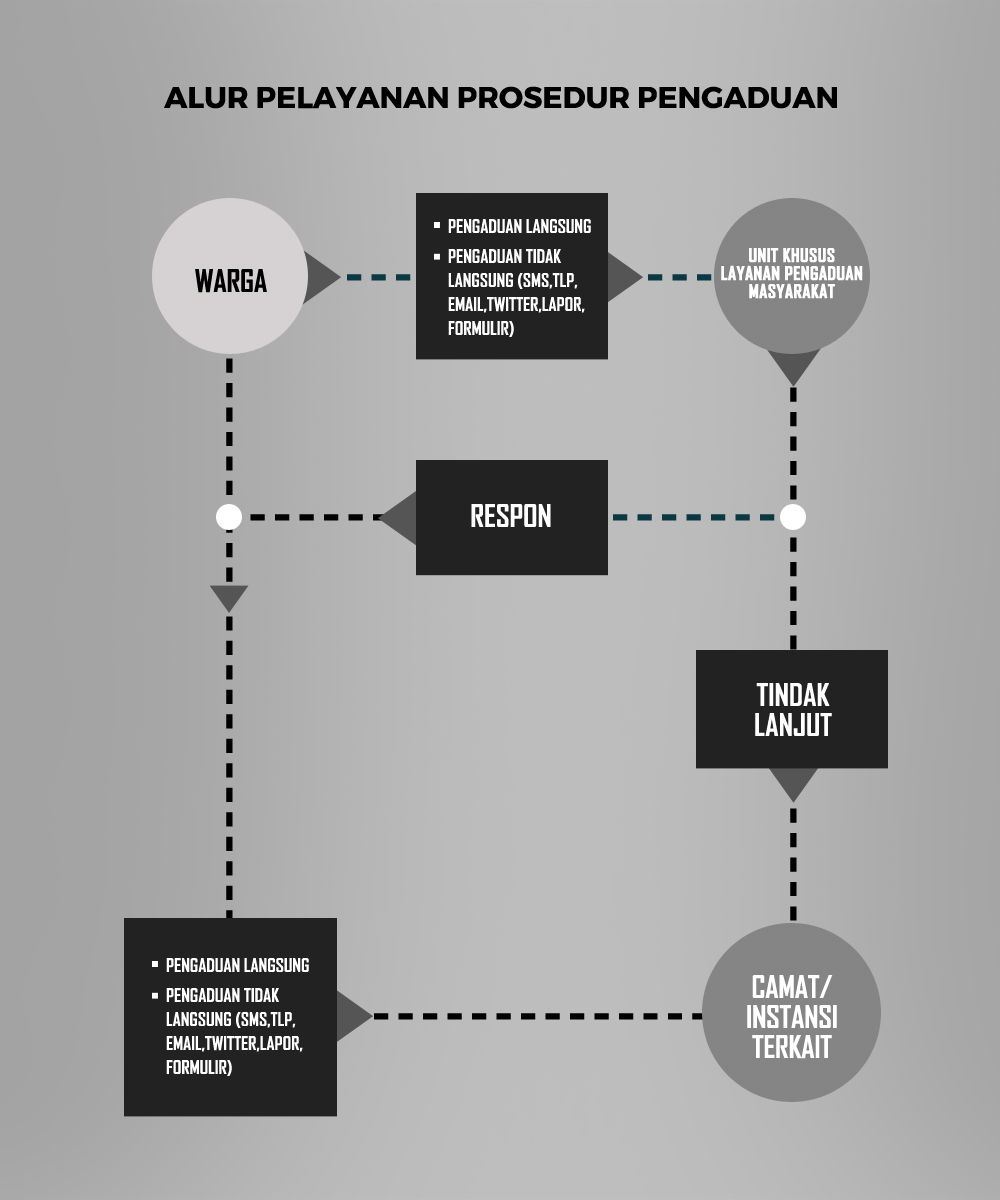 ALUR PELAYANAN PROSEDUR PENGADUAN
WARGA
▪ PENGADUAN LANGSUNG
▪ PENGADUAN TIDAK
LANGSUNG (SMS,TLP,
EMAIL,TWITTER,LAPOR,
FORMULIR)
UNIT KHUSUS
LAYANAN PENGADUAN
MASYARAKAT
RESPON
TINDAK
LANJUT
▪ PENGADUAN LANGSUNG
▪ PENGADUAN TIDAK
LANGSUNG (SMS,TLP,
EMAIL,TWITTER,LAPOR,
FORMULIR)
CAMAT/
INSTANSI
TERKAIT